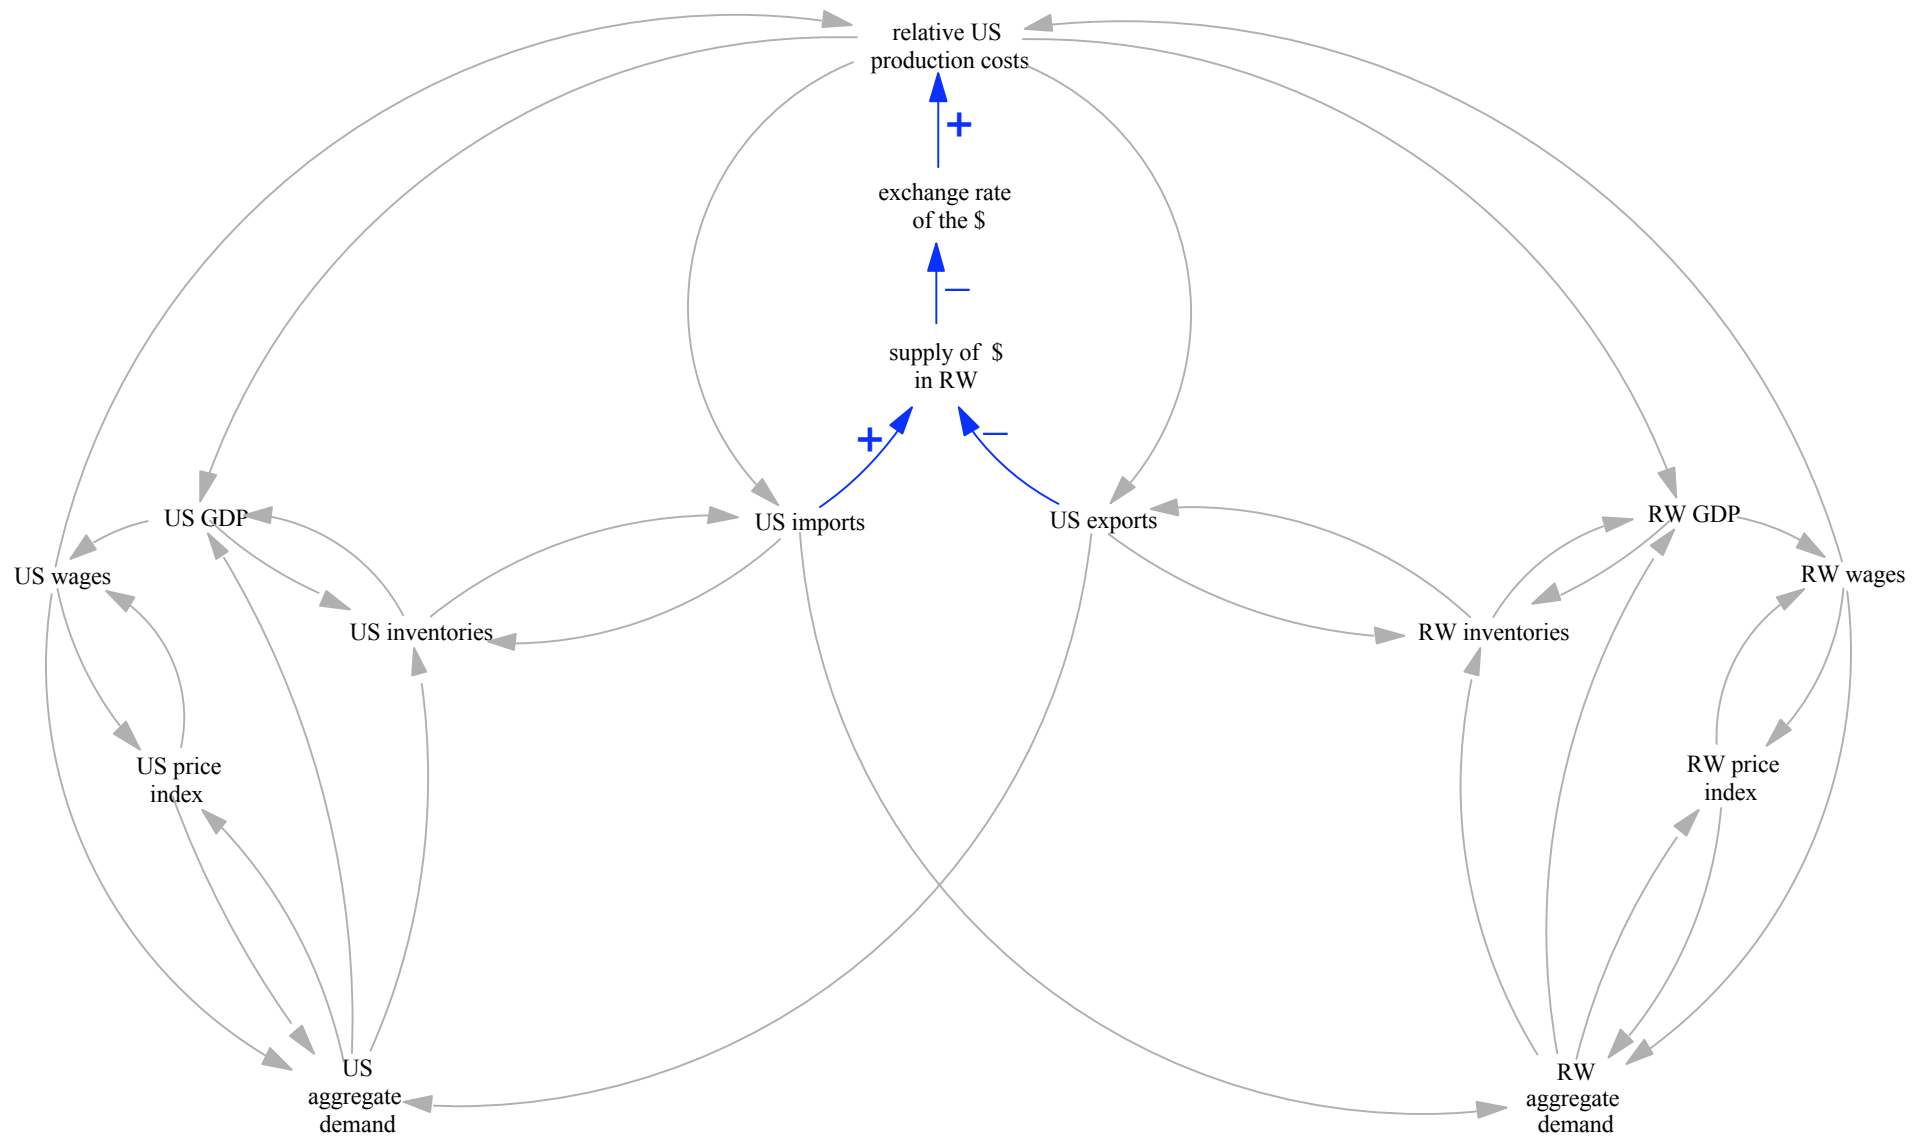 relative US
production costs
+
exchange rate
of the $
–
supply of $
in RW
+
–
US GDP
US imports
US exports
RW GDP
US wages
RW wages
US inventories
RW inventories
US price
index
RW price
index
US
aggregate
demand
RW
aggregate
demand